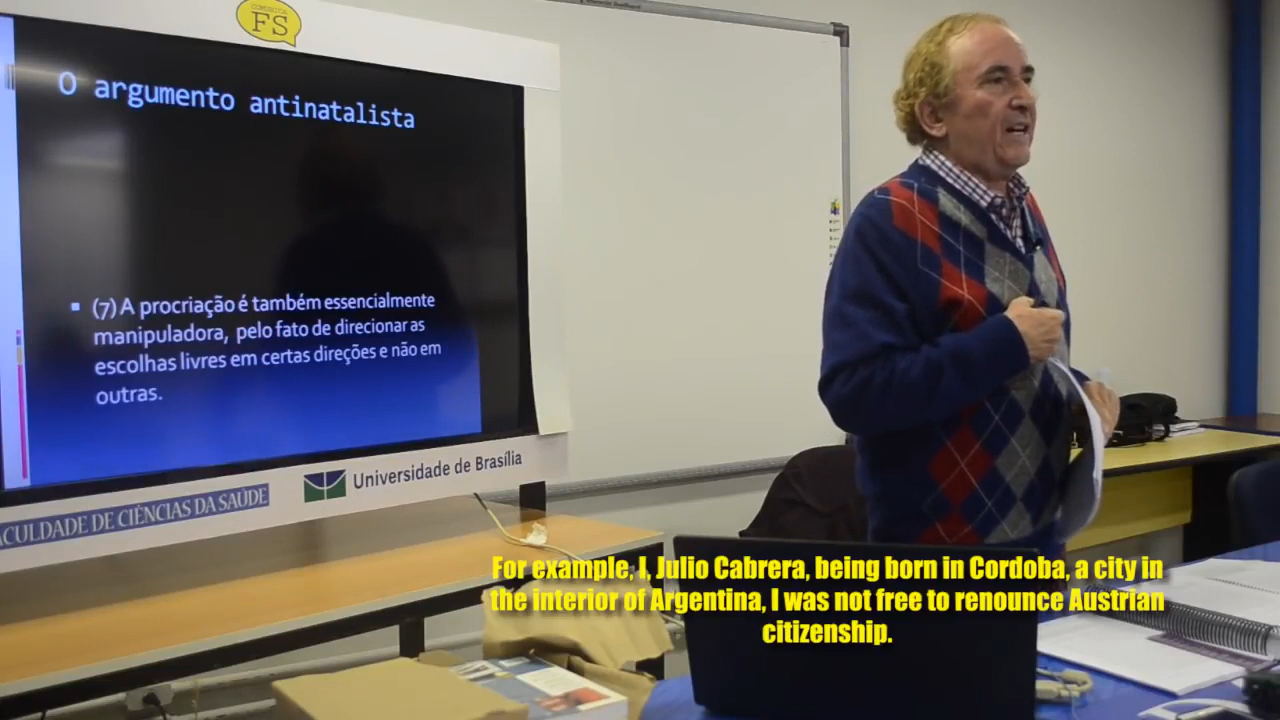 FS
O argumento antinatalista
▪ (7) A procriação é também essencialmente
manipuladora, pelo fato de direcionar as
escolhas livres em certas direções e não em
outras.
ACULDADE DE CIÊNCIAS DA SAÚDE
Universidade de Brasília
For example, I, Julio Cabrera, being born in Cordoba, a city in
the interior of Argentina, I was not free to renounce Austrian
citizenship.